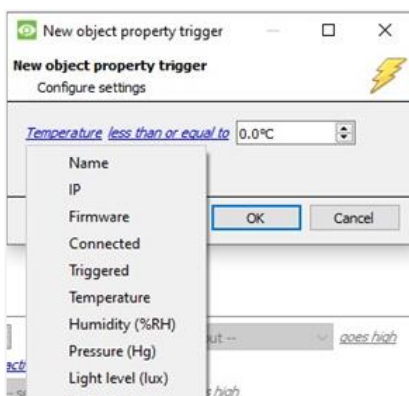 New object property trigger
New object property trigger
Configure settings
Temperature less than or equal to 0.0°C
Name
IP
Firmware
Connected
Triggered
Temperature
Humidity (%RH)
Pressure (Hg)
Light level (lux)
OK Cancel
goes high
high